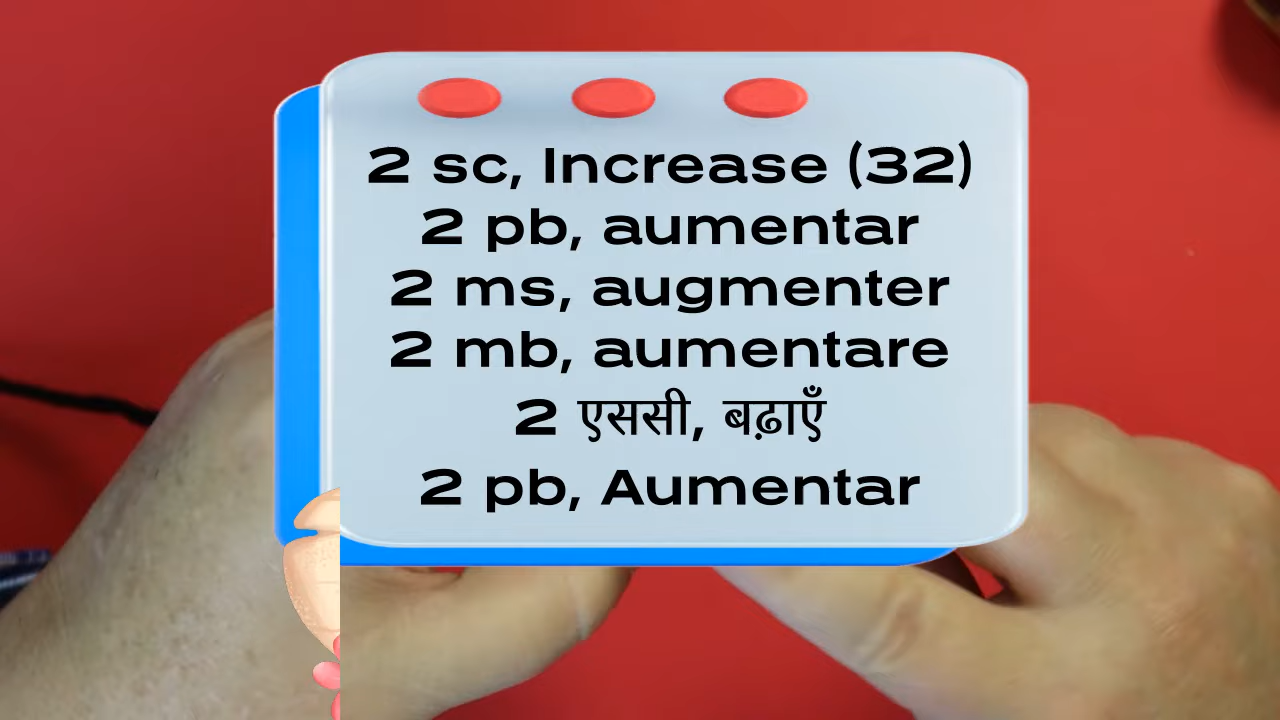 2 sc, Increase (32)
2 pb, aumentar
2 ms, augmenter
2 mb, aumentare
2 एससी, बढ़ाएँ
2 pb, Aumentar